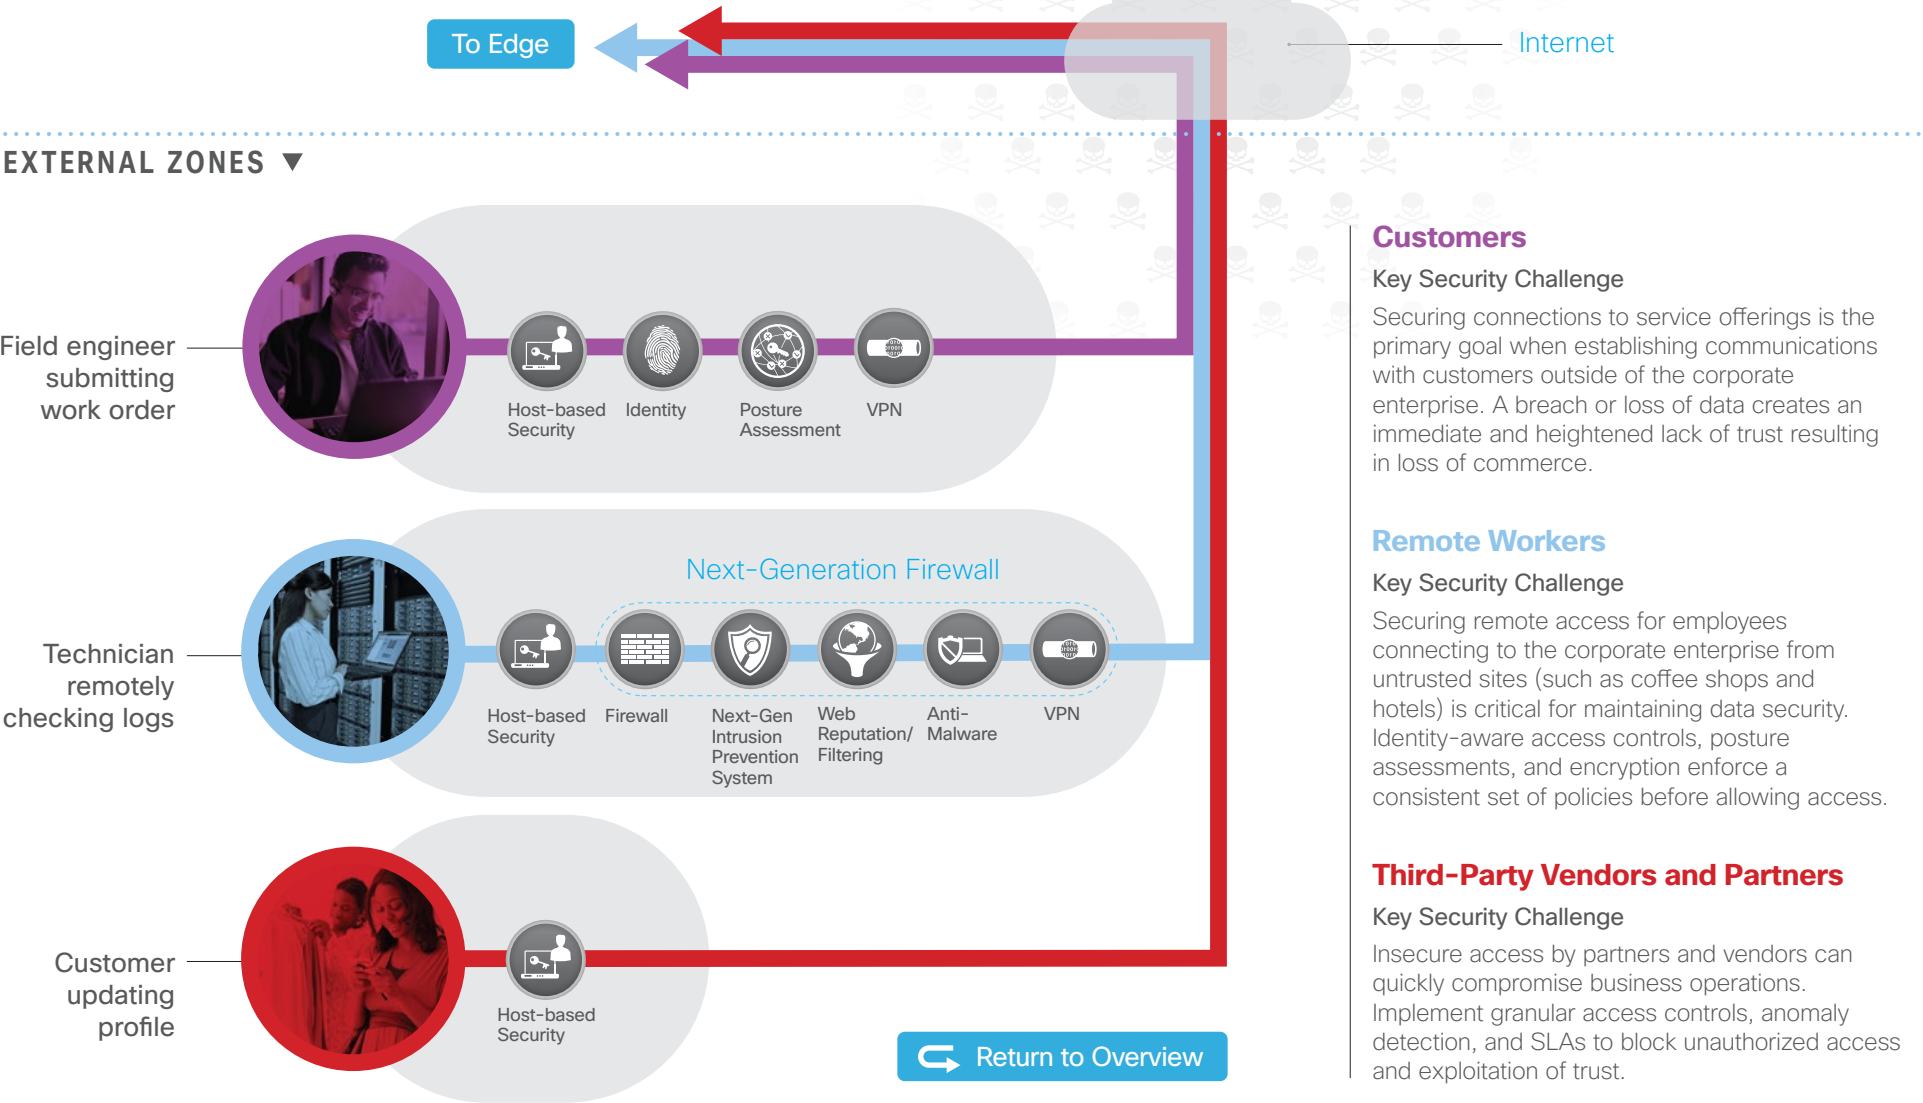 To Edge
Internet
EXTERNAL ZONES ▼
Field engineer
submitting
work order
Host-based
Security
Identity
Posture
Assessment
VPN
Customers
Key Security Challenge
Securing connections to service offerings is the
primary goal when establishing communications
with customers outside of the corporate
enterprise. A breach or loss of data creates an
immediate and heightened lack of trust resulting
in loss of commerce.
Technician
remotely
checking logs
Next-Generation Firewall
Host-based
Security
Firewall
Next-Gen
Intrusion
Prevention
System
Web
Reputation/
Filtering
Anti-
Malware
VPN
Remote Workers
Key Security Challenge
Securing remote access for employees
connecting to the corporate enterprise from
untrusted sites (such as coffee shops and
hotels) is critical for maintaining data security.
Identity-aware access controls, posture
assessments, and encryption enforce a
consistent set of policies before allowing access.
Customer
updating
profile
Host-based
Security
Third-Party Vendors and Partners
Key Security Challenge
Insecure access by partners and vendors can
quickly compromise business operations.
Implement granular access controls, anomaly
detection, and SLAs to block unauthorized access
and exploitation of trust.
Return to Overview